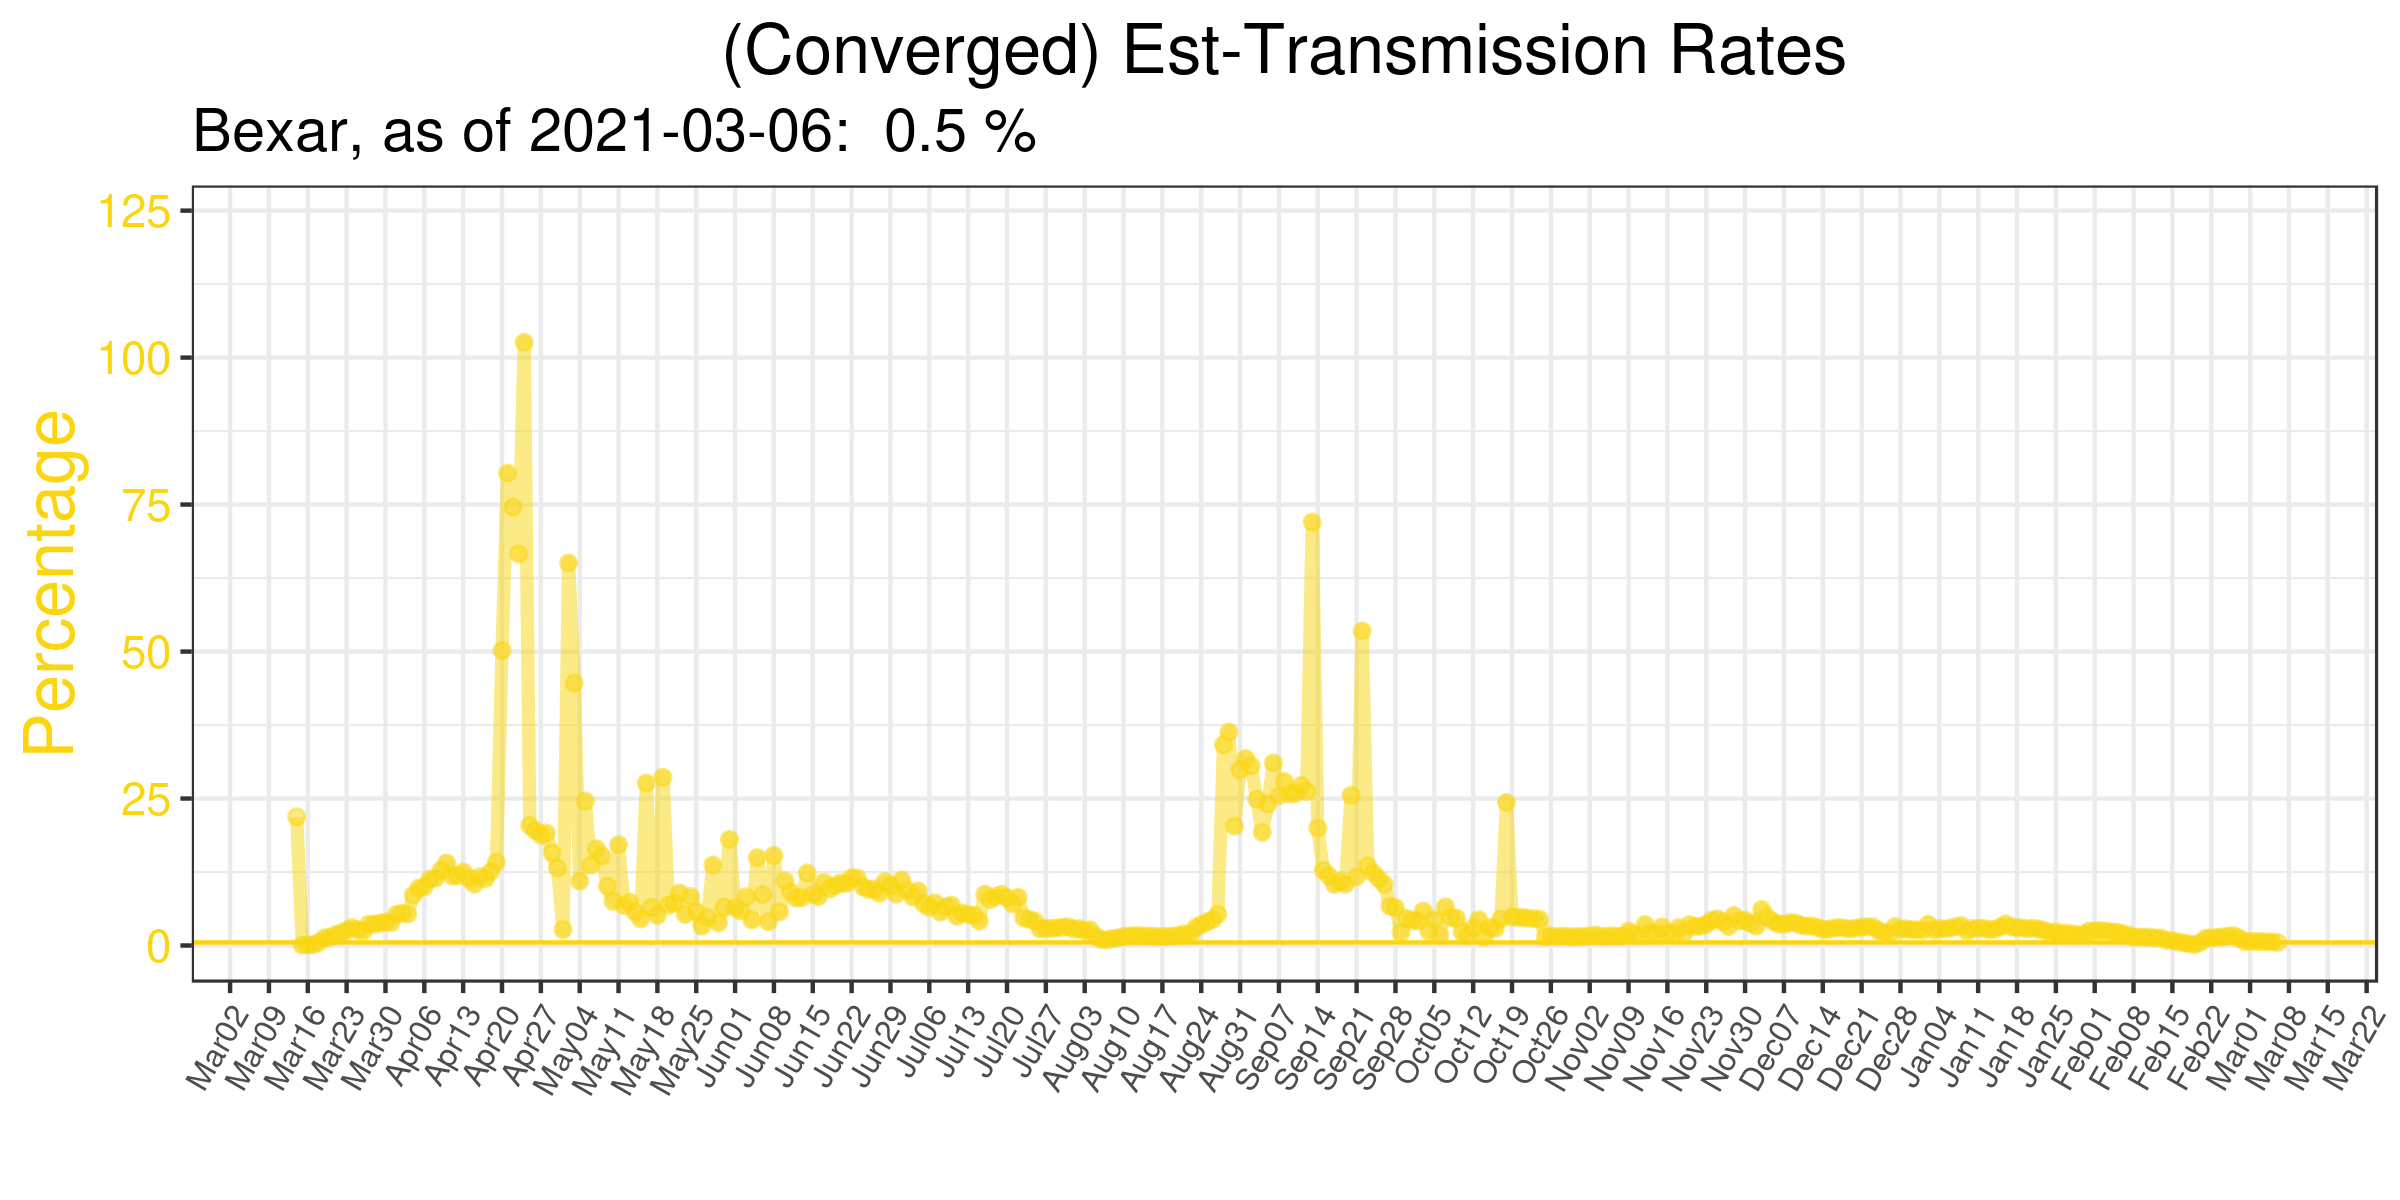 (Converged) Est-Transmission Rates
Bexar, as of 2021-03-06:  0.5 %
Percentage
125
100
75
50
25
0
Mar02
Mar09
Mar16
Mar23
Mar30
Apr06
Apr13
Apr20
Apr27
May04
May11
May18
May25
Jun01
Jun08
Jun15
Jun22
Jun29
Jul06
Jul13
Jul20
Jul27
Aug03
Aug10
Aug17
Aug24
Aug31
Sep07
Sep14
Sep21
Sep28
Oct05
Oct12
Oct19
Oct26
Nov02
Nov09
Nov16
Nov23
Nov30
Dec07
Dec14
Dec21
Dec28
Jan04
Jan11
Jan18
Jan25
Feb01
Feb08
Feb15
Feb22
Mar01
Mar08
Mar15
Mar22